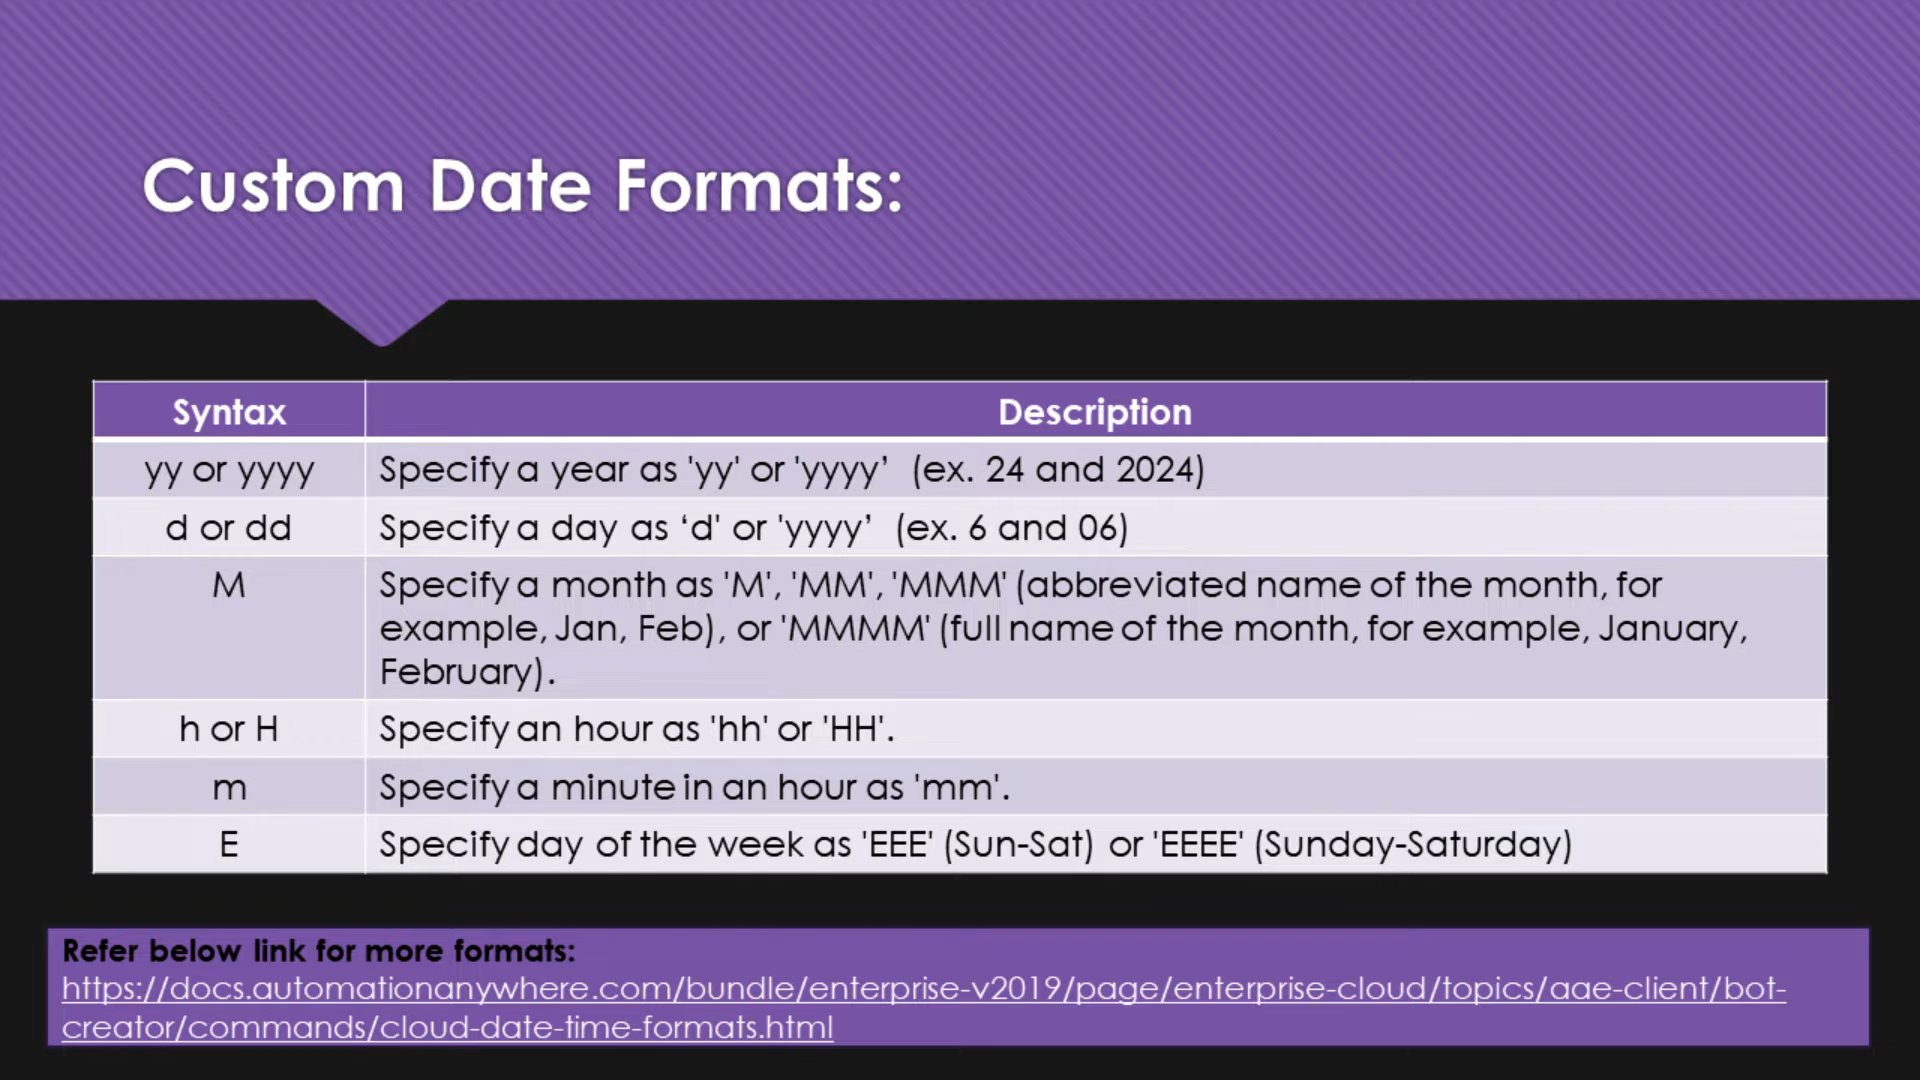 Custom Date Formats:
Syntax Description
yy or yyyy Specify a year as 'yy' or 'yyyy’ (ex. 24 and 2024)
d or dd Specify a day as ‘d' or 'yyyy’ (ex. 6 and 06)
M Specify a month as 'M', 'MM', 'MMM' (abbreviated name of the month, for
example, Jan, Feb), or 'MMMM' (full name of the month, for example, January,
February).
h or H Specify an hour as 'hh' or 'HH'.
m Specify a minute in an hour as 'mm'.
E Specify day of the week as 'EEE' (Sun-Sat) or 'EEEE' (Sunday-Saturday)
Refer below link for more formats:
https://docs.automationanywhere.com/bundle/enterprise-v2019/page/enterprise-cloud/topics/aae-client/bot-
creator/commands/cloud-date-time-formats.html